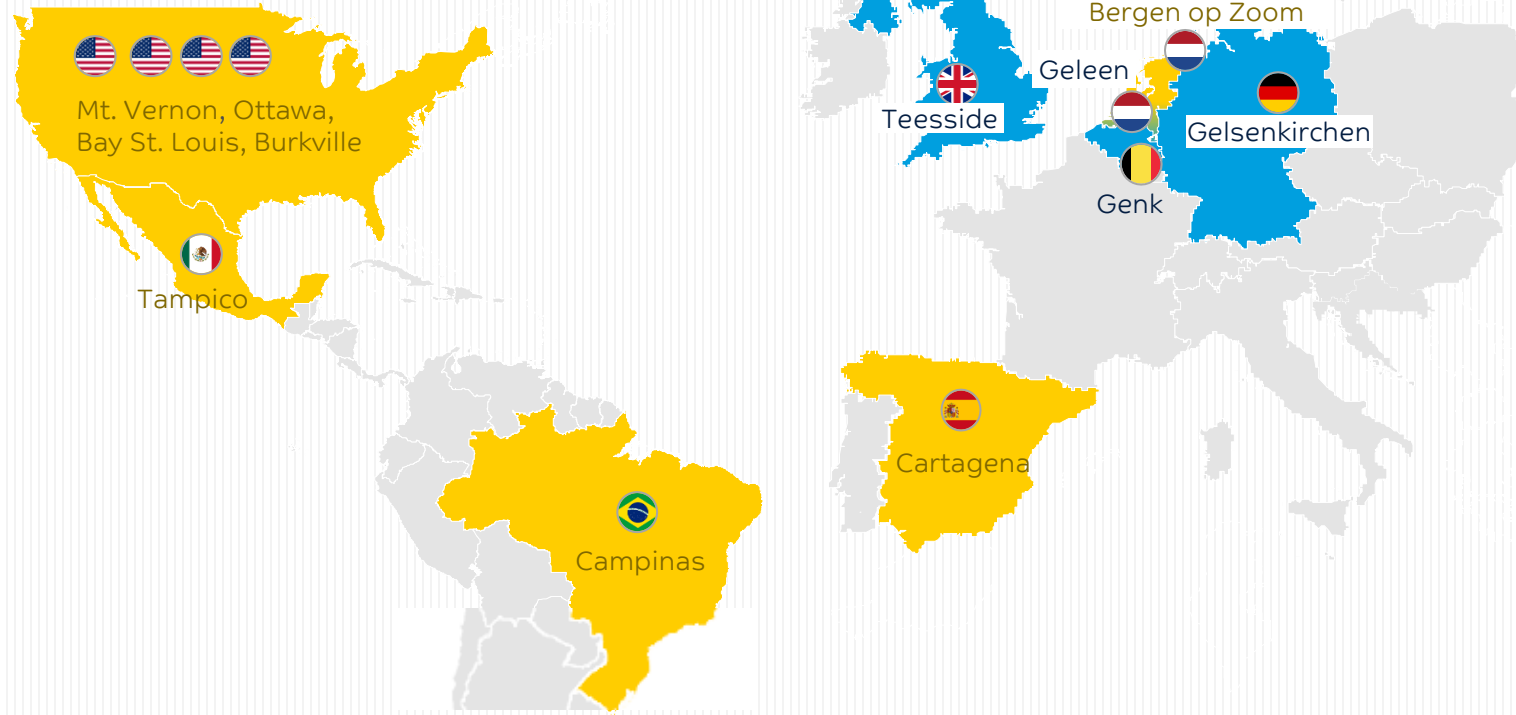 Mt. Vernon, Ottawa,
Bay St. Louis, Burkville
Tampico
Campinas
Bergen op Zoom
Geleen
Teesside
Gelsenkirchen
Genk
Cartagena